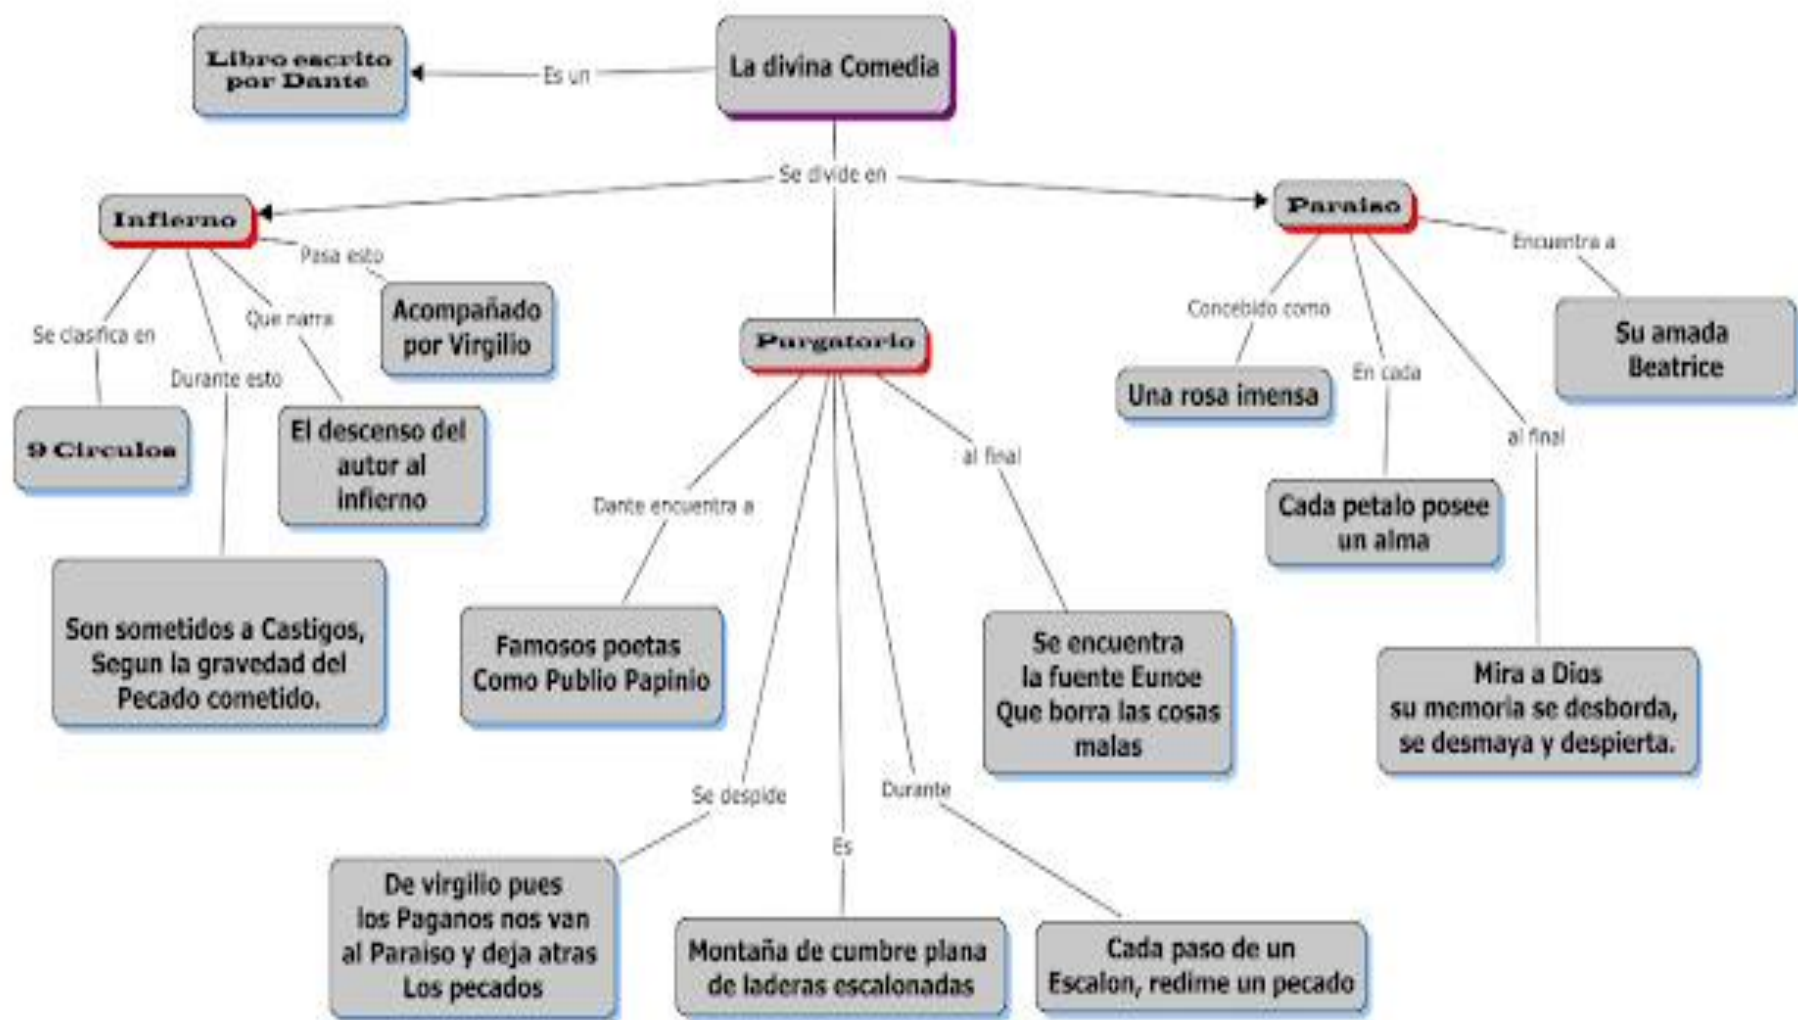 La divina Comedia
Es un
Libro escrito
por Dante
Se divide en
Infierno
Pasa esto
Acompañado
por Virgilio
Que narra
El descenso del
autor al
infierno
Se clasifica en
9 Circulos
Durante esto
Son sometidos a Castigos,
Segun la gravedad del
Pecado cometido.
Purgatorio
Dante encuentra a
Famosos poetas
Como Publio Papinio
Se despide
De virgilio pues
los Paganos nos van
al Paraiso y deja atras
Los pecados
Es
Montaña de cumbre plana
de laderas escalonadas
Durante
Cada paso de un
Escalon, redime un pecado
al final
Se encuentra
la fuente Eunoe
Que borra las cosas
malas
Paraiso
Concebido como
Una rosa imensa
En cada
Cada petalo posee
un alma
al final
Mira a Dios
su memoria se desborda,
se desmaya y despierta.
Encuentra a
Su amada
Beatrice